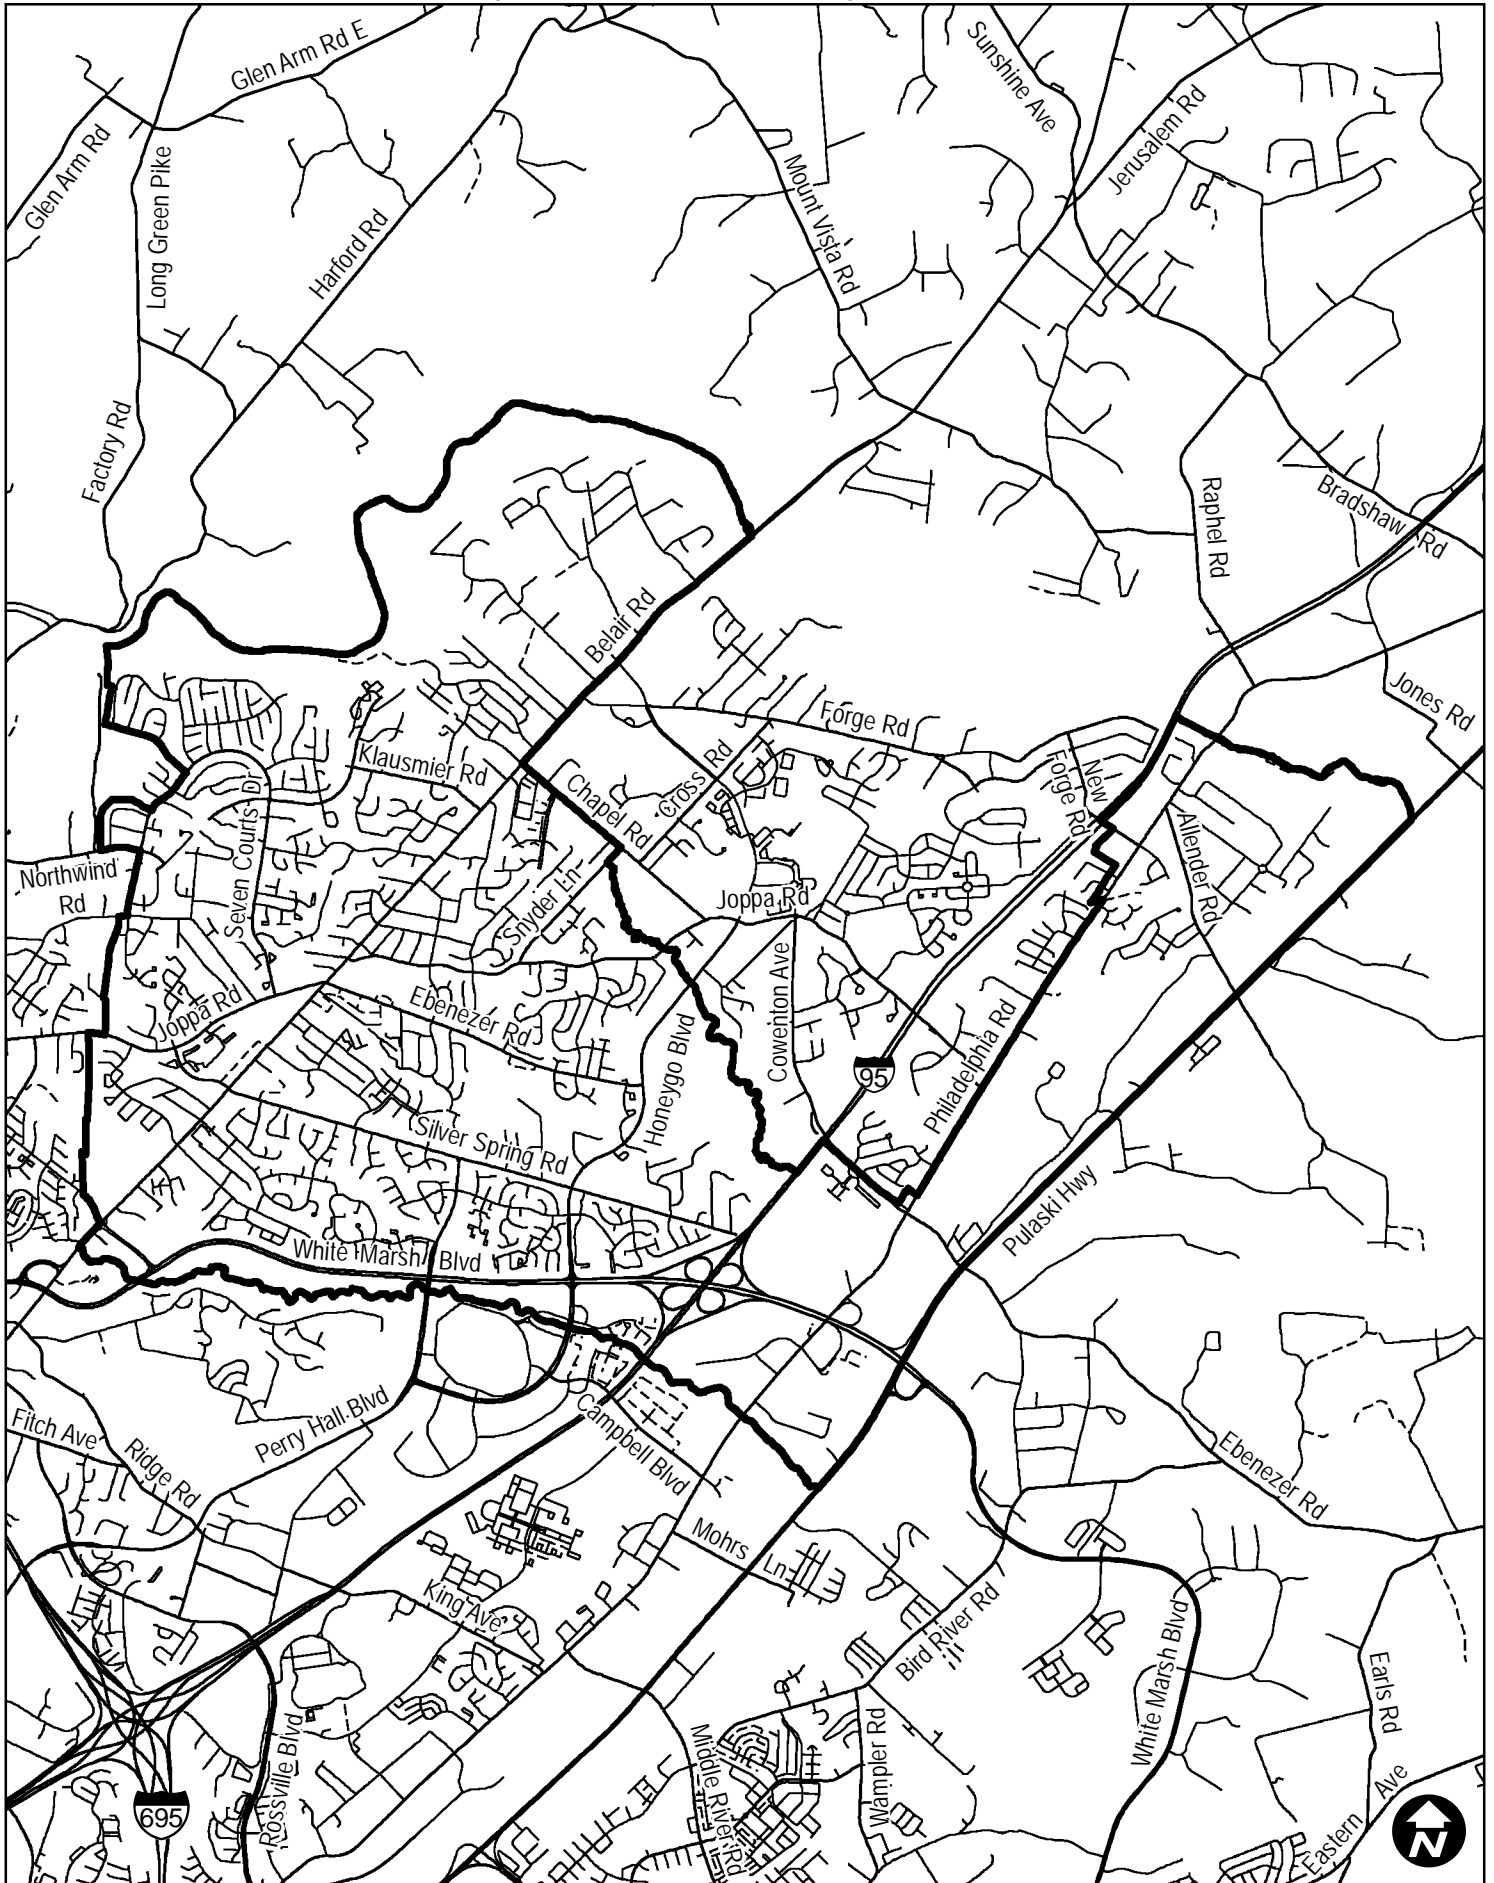 Glen Arm Rd E
Sunshine Ave
Jerusalem Rd
Glen Arm Rd
Long Green Pike
Harford Rd
Mount Vista Rd
Factory Rd
Raphel Rd
Bradshaw Rd
Belair Rd
Jones Rd
Forge Rd
Klausmier Rd
Cross Rd
New
Forge Rd
Chapel Rd
Seven Courts Dr
Allender Rd
Northwind
Rd
Snyder Ln
Joppa Rd
Joppa Rd
Ebenezer Rd
Cowenton Ave
Honeygo Blvd
95
Philadelphia Rd
Silver Spring Rd
Pulaski Hwy
White Marsh Blvd
Perry Hall Blvd
Campbell Blvd
Fitch Ave
Ridge Rd
Ebenezer Rd
Mohrs Ln
King Ave
Bird River Rd
White Marsh Blvd
Earls Rd
Rossville Blvd
Middle River Rd
Wampler Rd
Eastern Ave
695
N